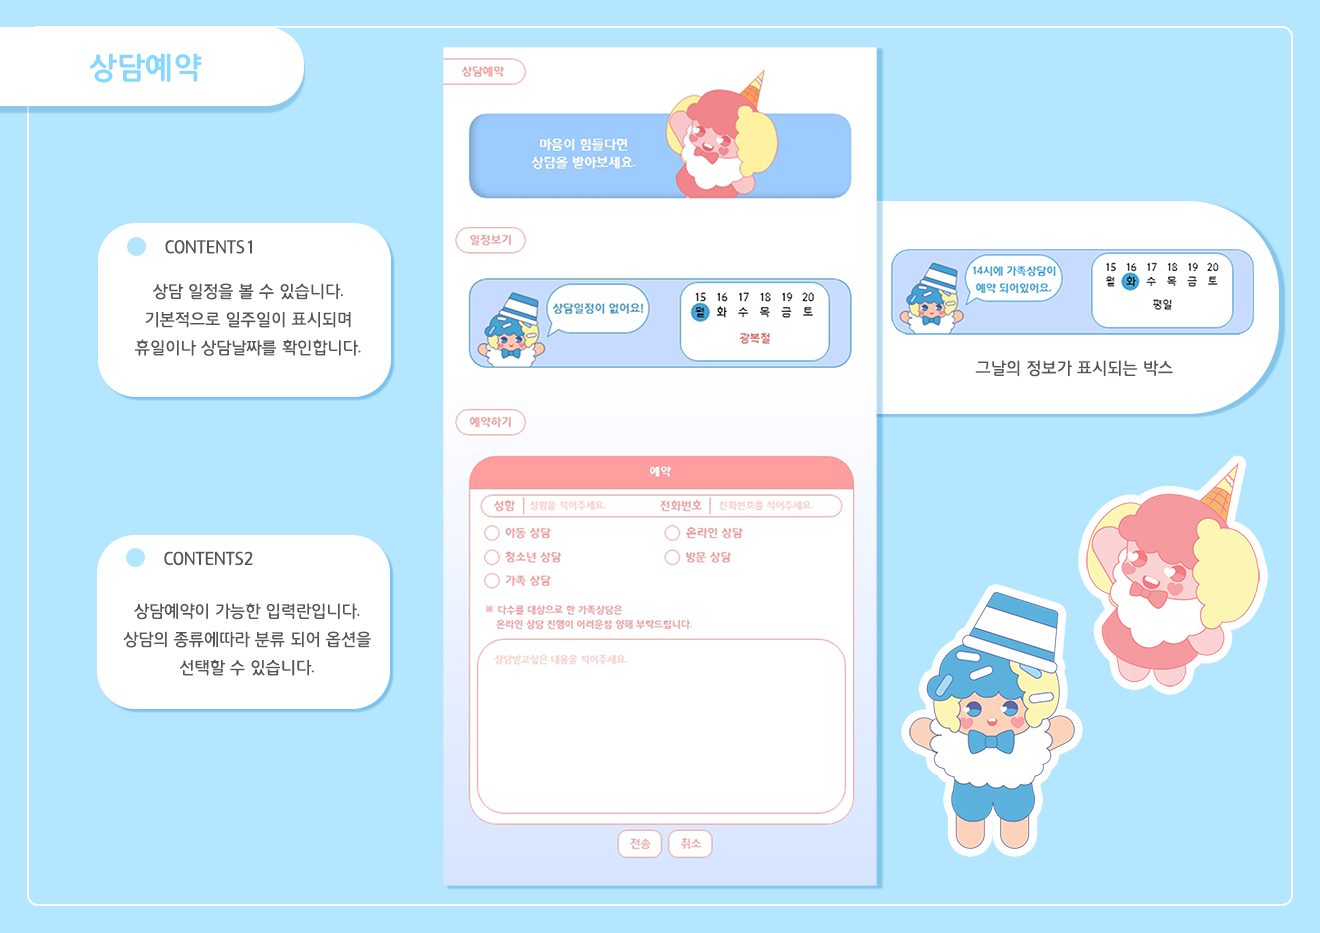 상담예약
상담예약
마음이 힘들다면
상담을 받아보세요.
일정보기
상담일정이 없어요!
15 16 17 18 19 20
월 화 수 목 금 토
광복절
예약하기
예약
성함 성함을 적어주세요. 전화번호 전화번호를 적어주세요.
아동 상담 온라인 상담
청소년 상담 방문 상담
가족 상담
※ 다수를 대상으로 한 가족상담은
온라인 상담 진행이 어려운점 양해 부탁드립니다.
상담받고싶은 내용을 적어주세요.
전송 취소
CONTENTS1
상담 일정을 볼 수 있습니다.
기본적으로 일주일이 표시되며
휴일이나 상담날짜를 확인합니다.
CONTENTS2
상담예약이 가능한 입력란입니다.
상담의 종류에따라 분류 되어 옵션을
선택할 수 있습니다.
14시에 가족상담이
예약 되어있어요.
15 16 17 18 19 20
월 화 수 목 금 토
평일
그날의 정보가 표시되는 박스